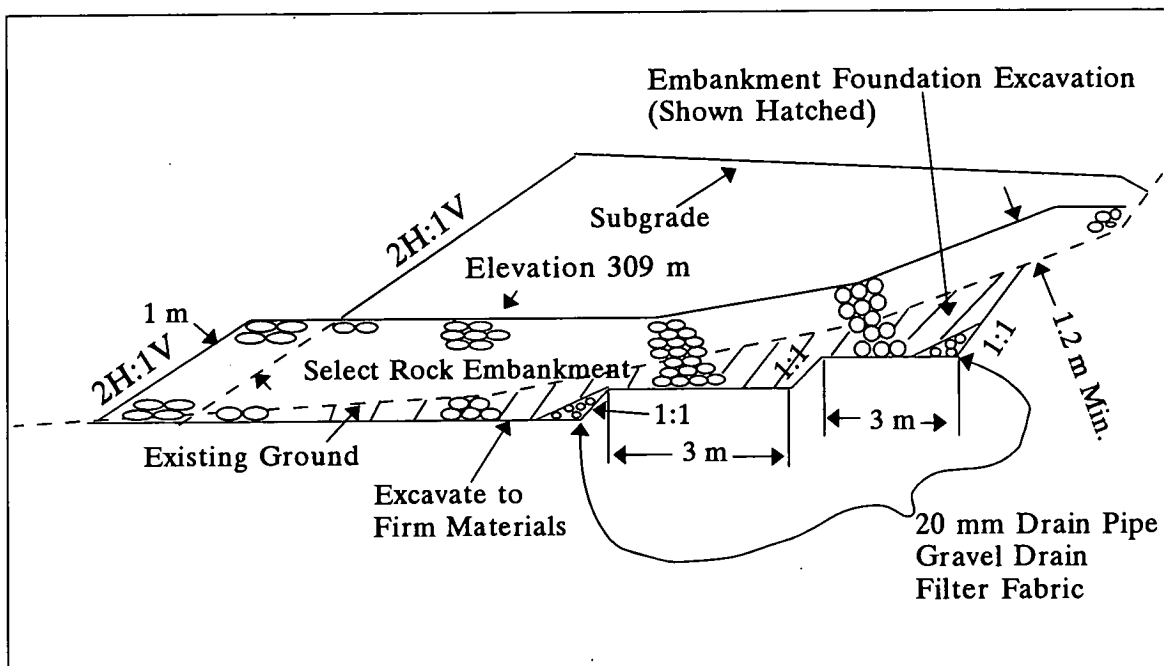 Embankment Foundation Excavation
(Shown Hatched)
2H:1V
Subgrade
Elevation 309 m
1 m
2H:1V
Select Rock Embankment
1:1
1:1
1.2 m Min.
1:1
3 m
3 m
Existing Ground
Excavate to
Firm Materials
20 mm Drain Pipe
Gravel Drain
Filter Fabric